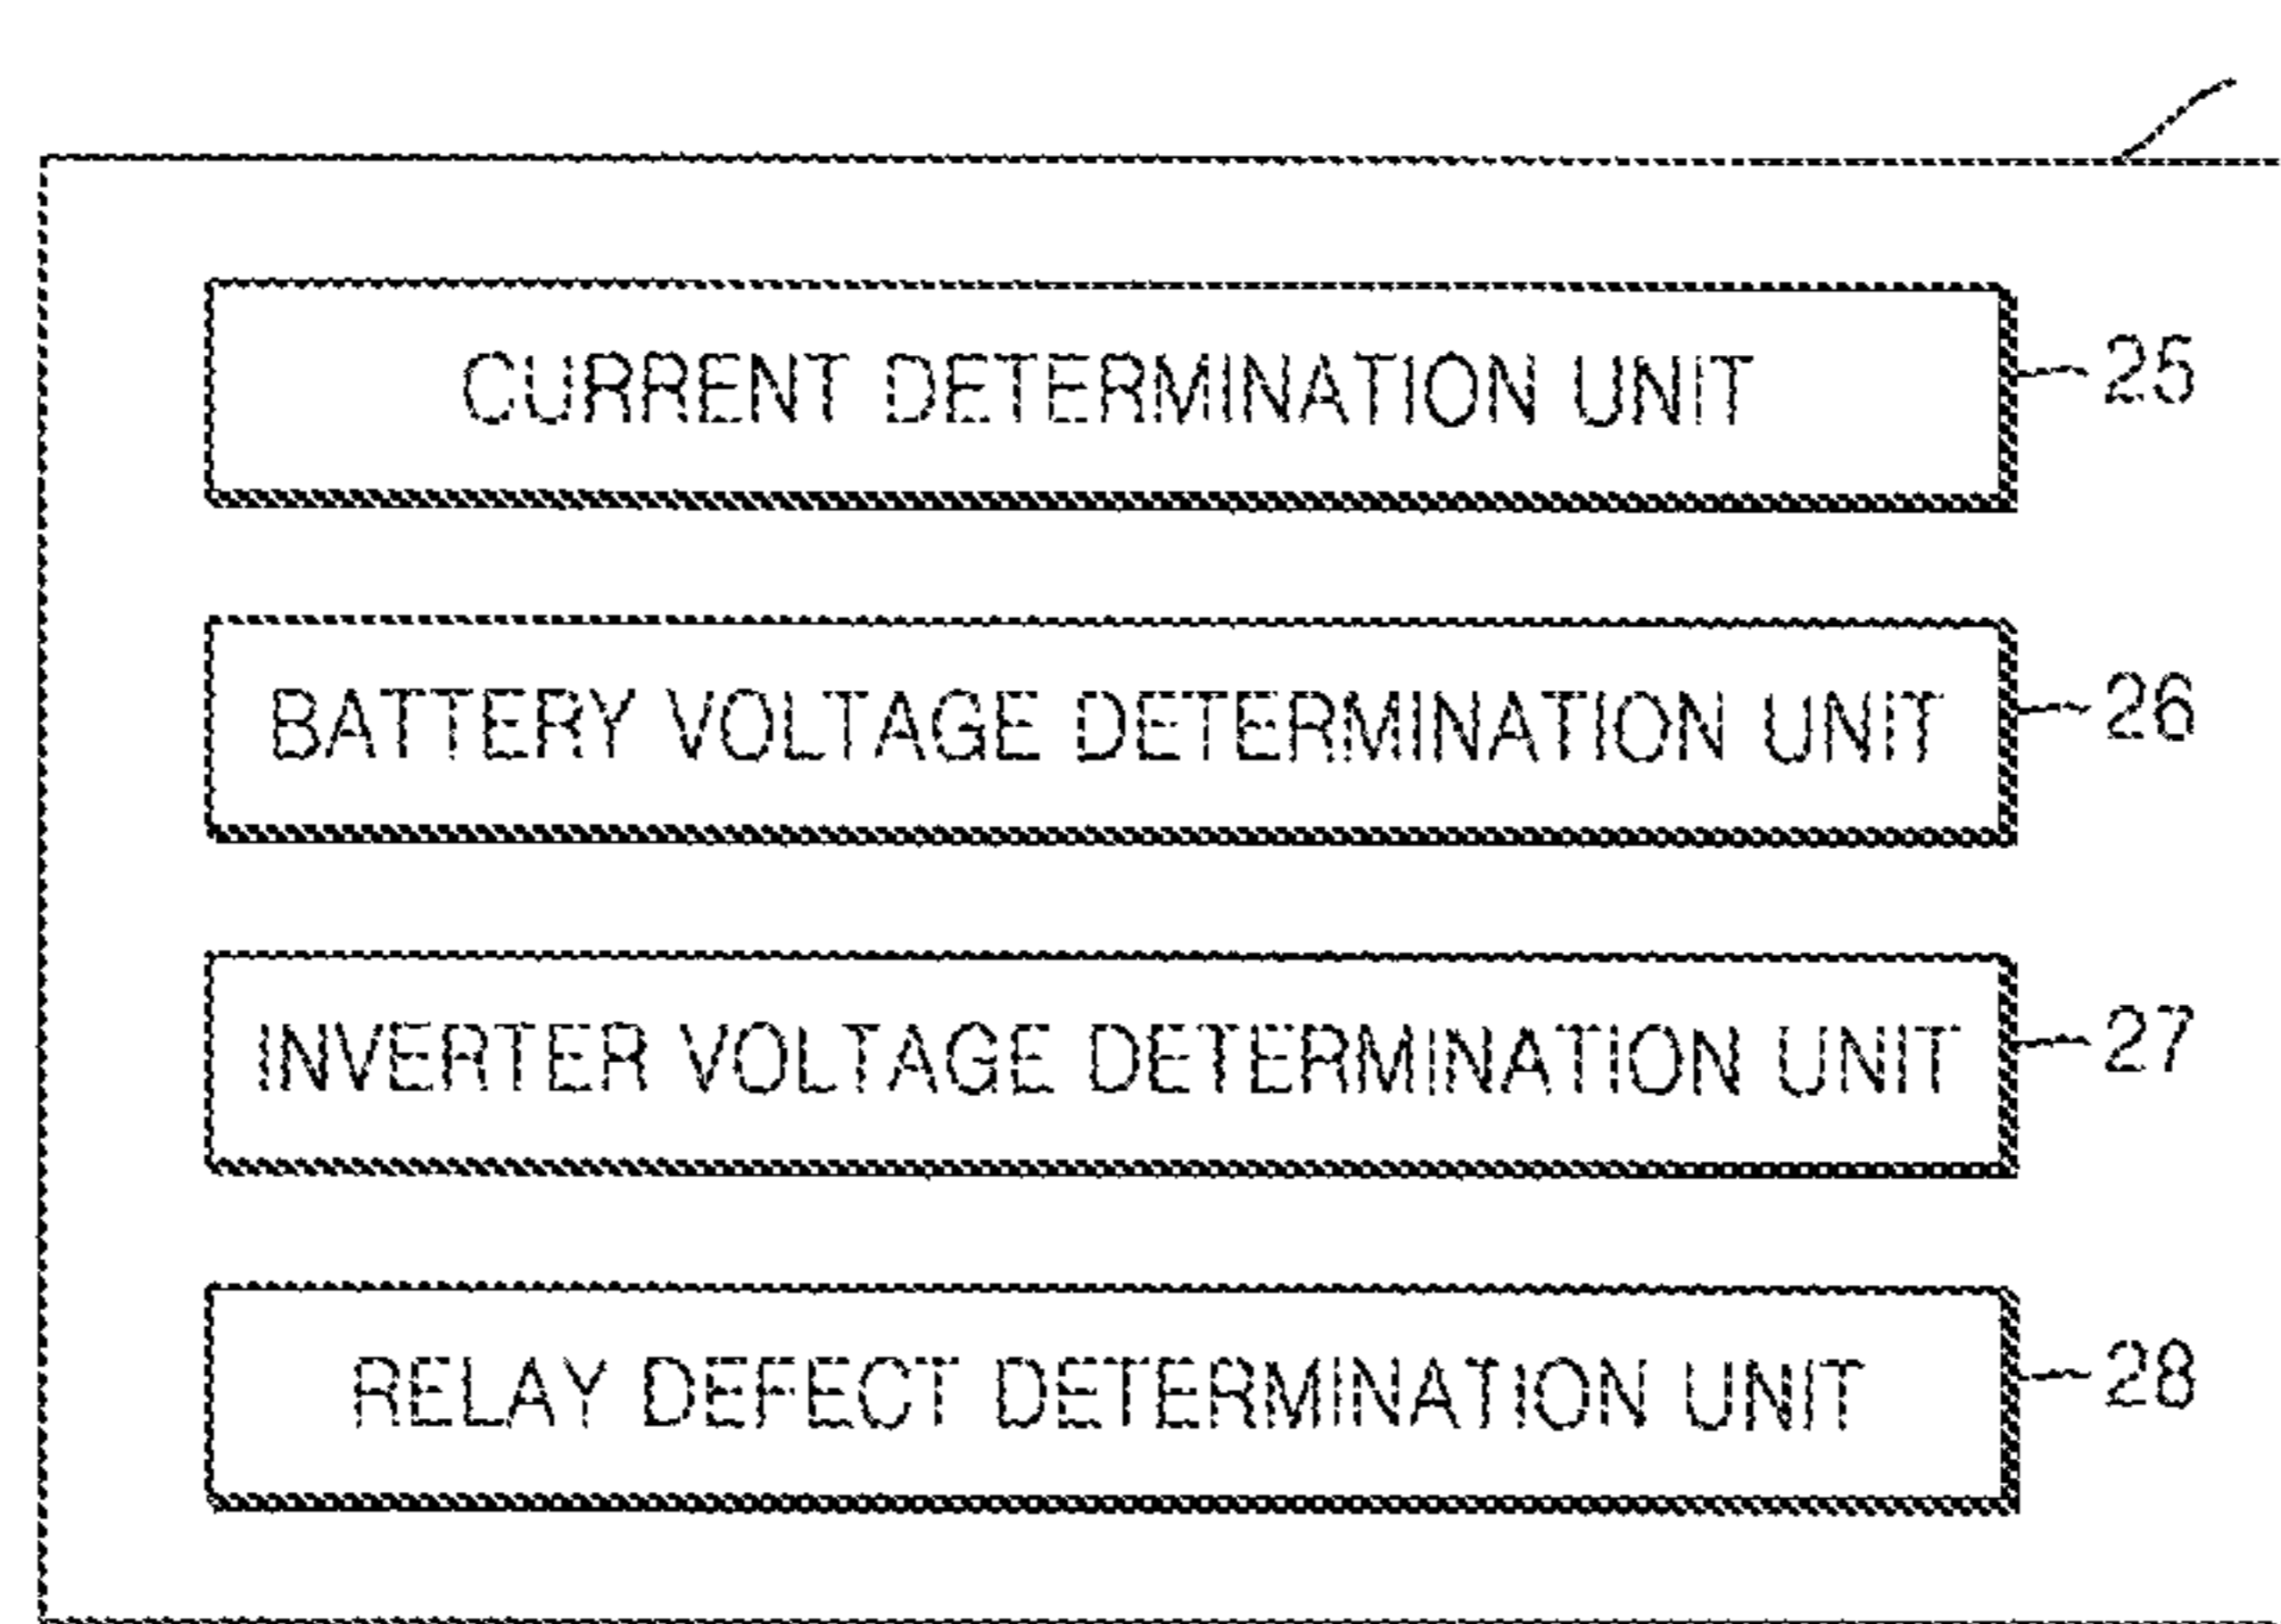 CURRENT DETERMINATION UNIT 25
BATTERY VOLTAGE DETERMINATION UNIT 26
INVERTER VOLTAGE DETERMINATION UNIT 27
RELAY DEFECT DETERMINATION UNIT 28